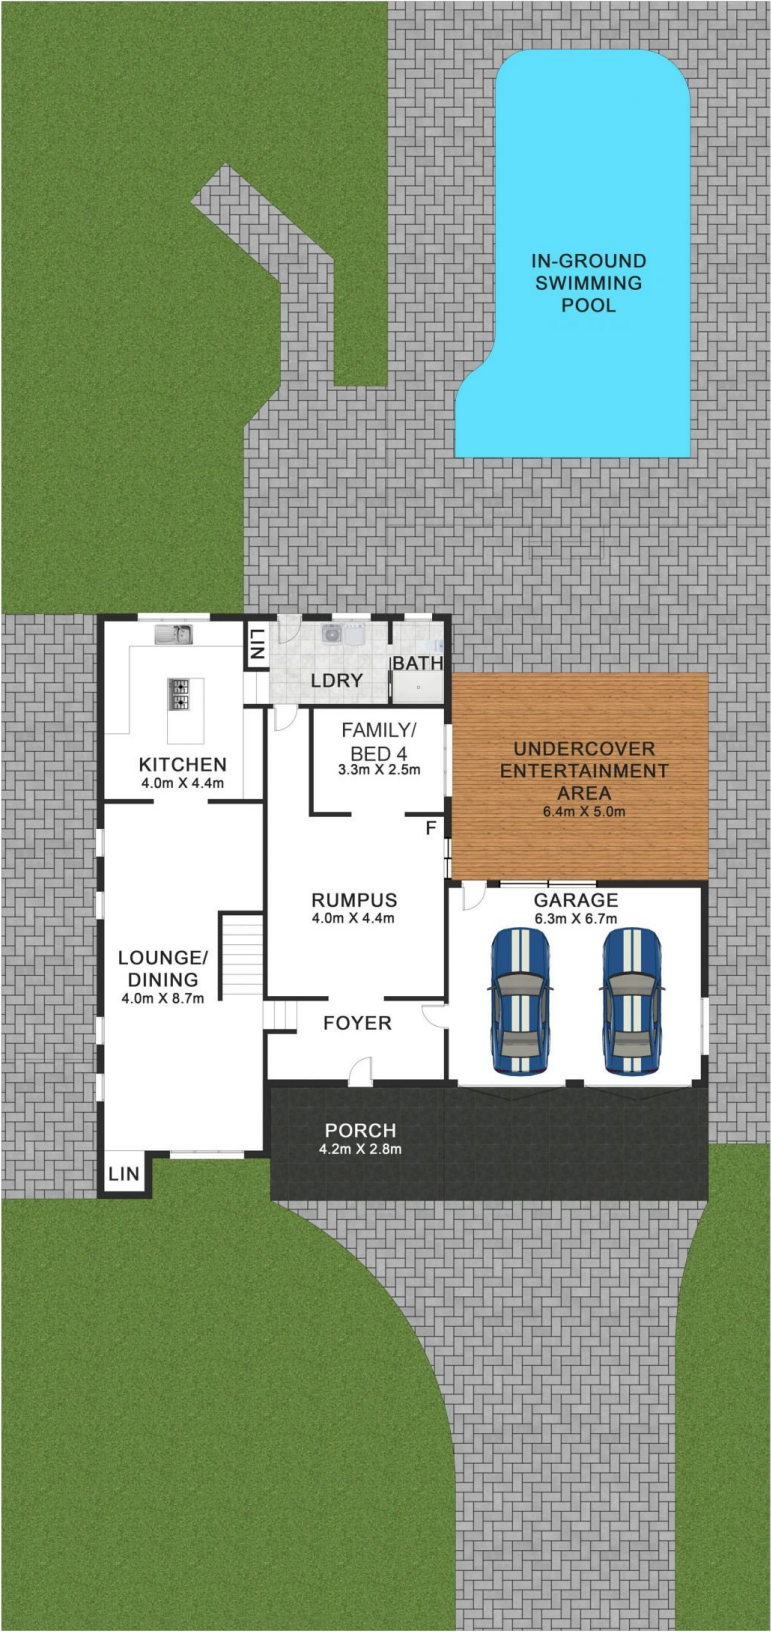 IN-GROUND
SWIMMING
POOL
LIN
LDRY
BATH
KITCHEN
4.0m X 4.4m
FAMILY/
BED 4
3.3m X 2.5m
UNDERCOVER
ENTERTAINMENT
AREA
6.4m X 5.0m
F
RUMPUS
4.0m X 4.4m
GARAGE
6.3m X 6.7m
LOUNGE/
DINING
4.0m X 8.7m
FOYER
PORCH
4.2m X 2.8m
LIN